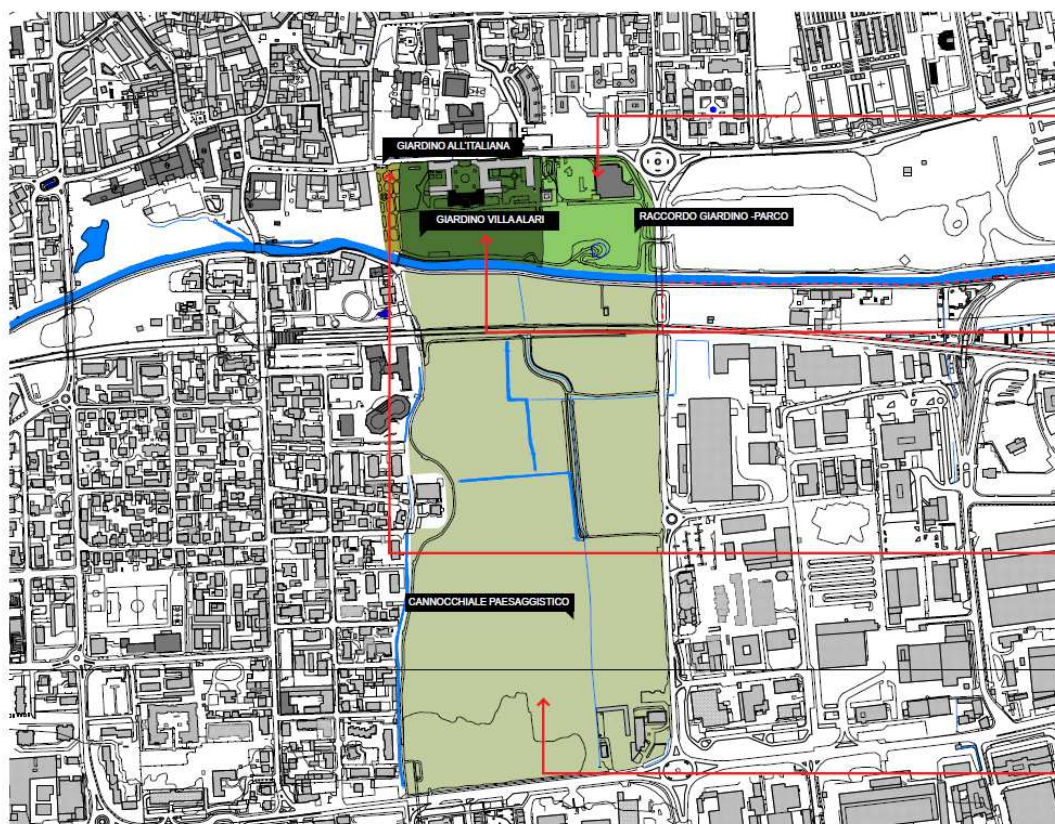 GIARDINO ALL'ITALIANA
GIARDINO VILLA ALARI
RACCORDO GIARDINO -PARCO
CANNOCCHIALE PAESAGGISTICO